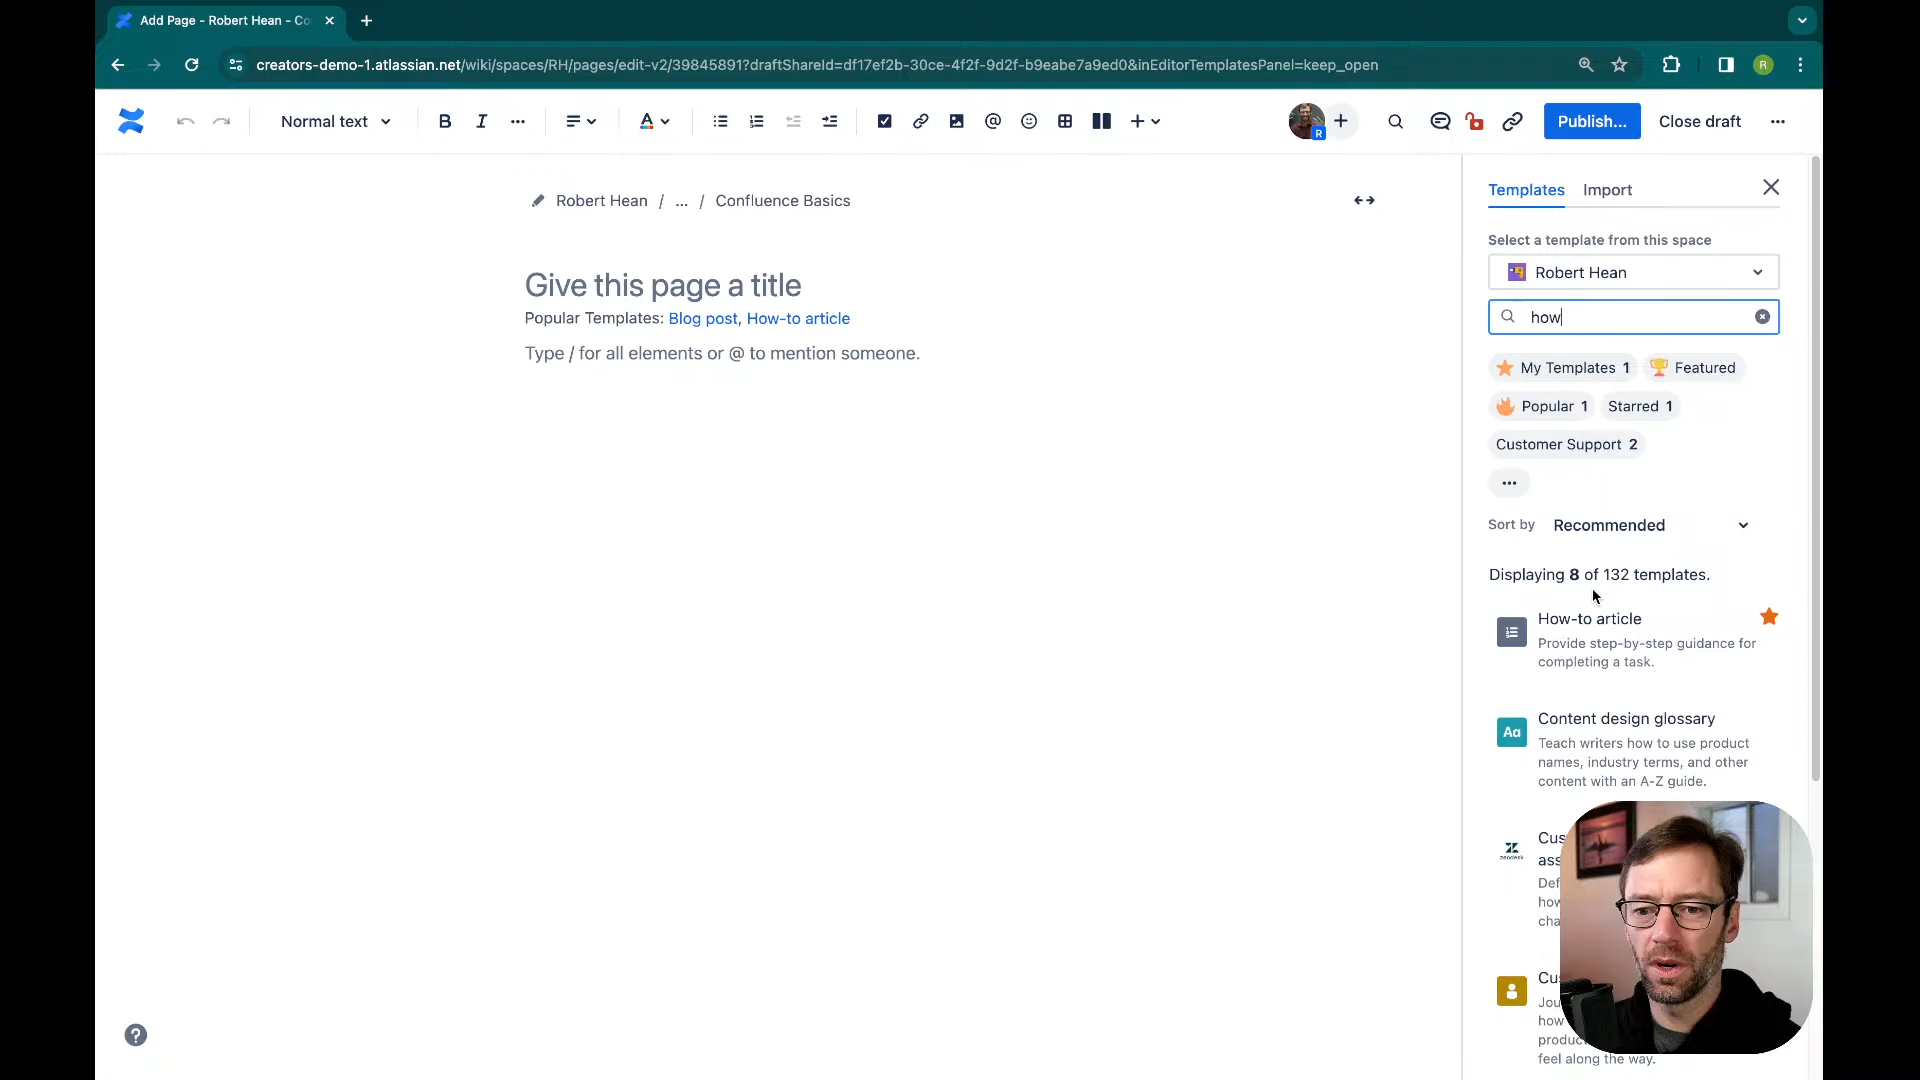 Add Page - Robert Hean - Co
creators-demo-1.atlassian.net/wiki/spaces/RH/pages/edit-v2/39845891?draftShareId=df17ef2b-30ce-4f2f-9d2f-b9eabe7a9ed0&inEditorTemplatesPanel=keep_open
R
Normal text
B I ••• A
R
Publish...
Close draft
Robert Hean / ... / Confluence Basics
Give this page a title
Popular Templates: Blog post, How-to article
Type / for all elements or @ to mention someone.
Templates Import
Select a template from this space
Robert Hean
how
My Templates 1 Featured
Popular 1 Starred 1
Customer Support 2
•••
Sort by Recommended
Displaying 8 of 132 templates.
How-to article
Provide step-by-step guidance for
completing a task.
Aa
Content design glossary
Teach writers how to use product
names, industry terms, and other
content with an A-Z guide.
zendesk
Cus
ass
Def
how
cha
Cus
Jou
how
produc
feel along the way.
?